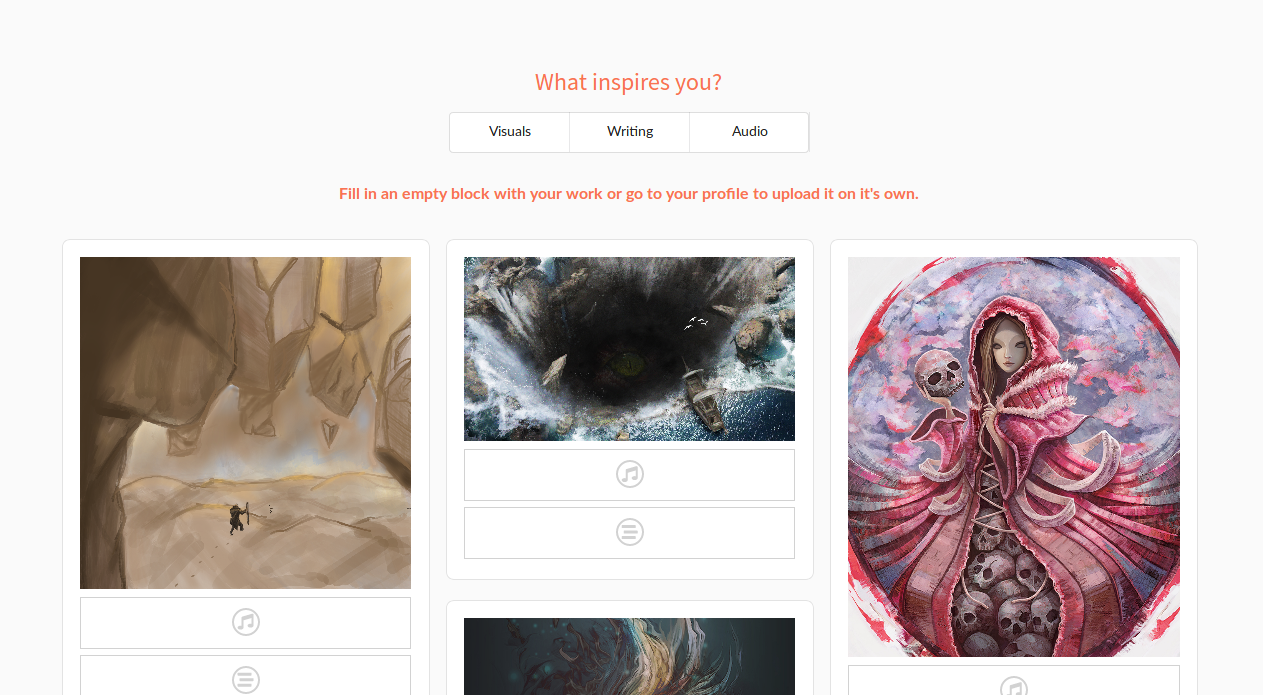 What inspires you?
Visuals
Writing
Audio
Fill in an empty block with your work or go to your profile to upload it on it's own.